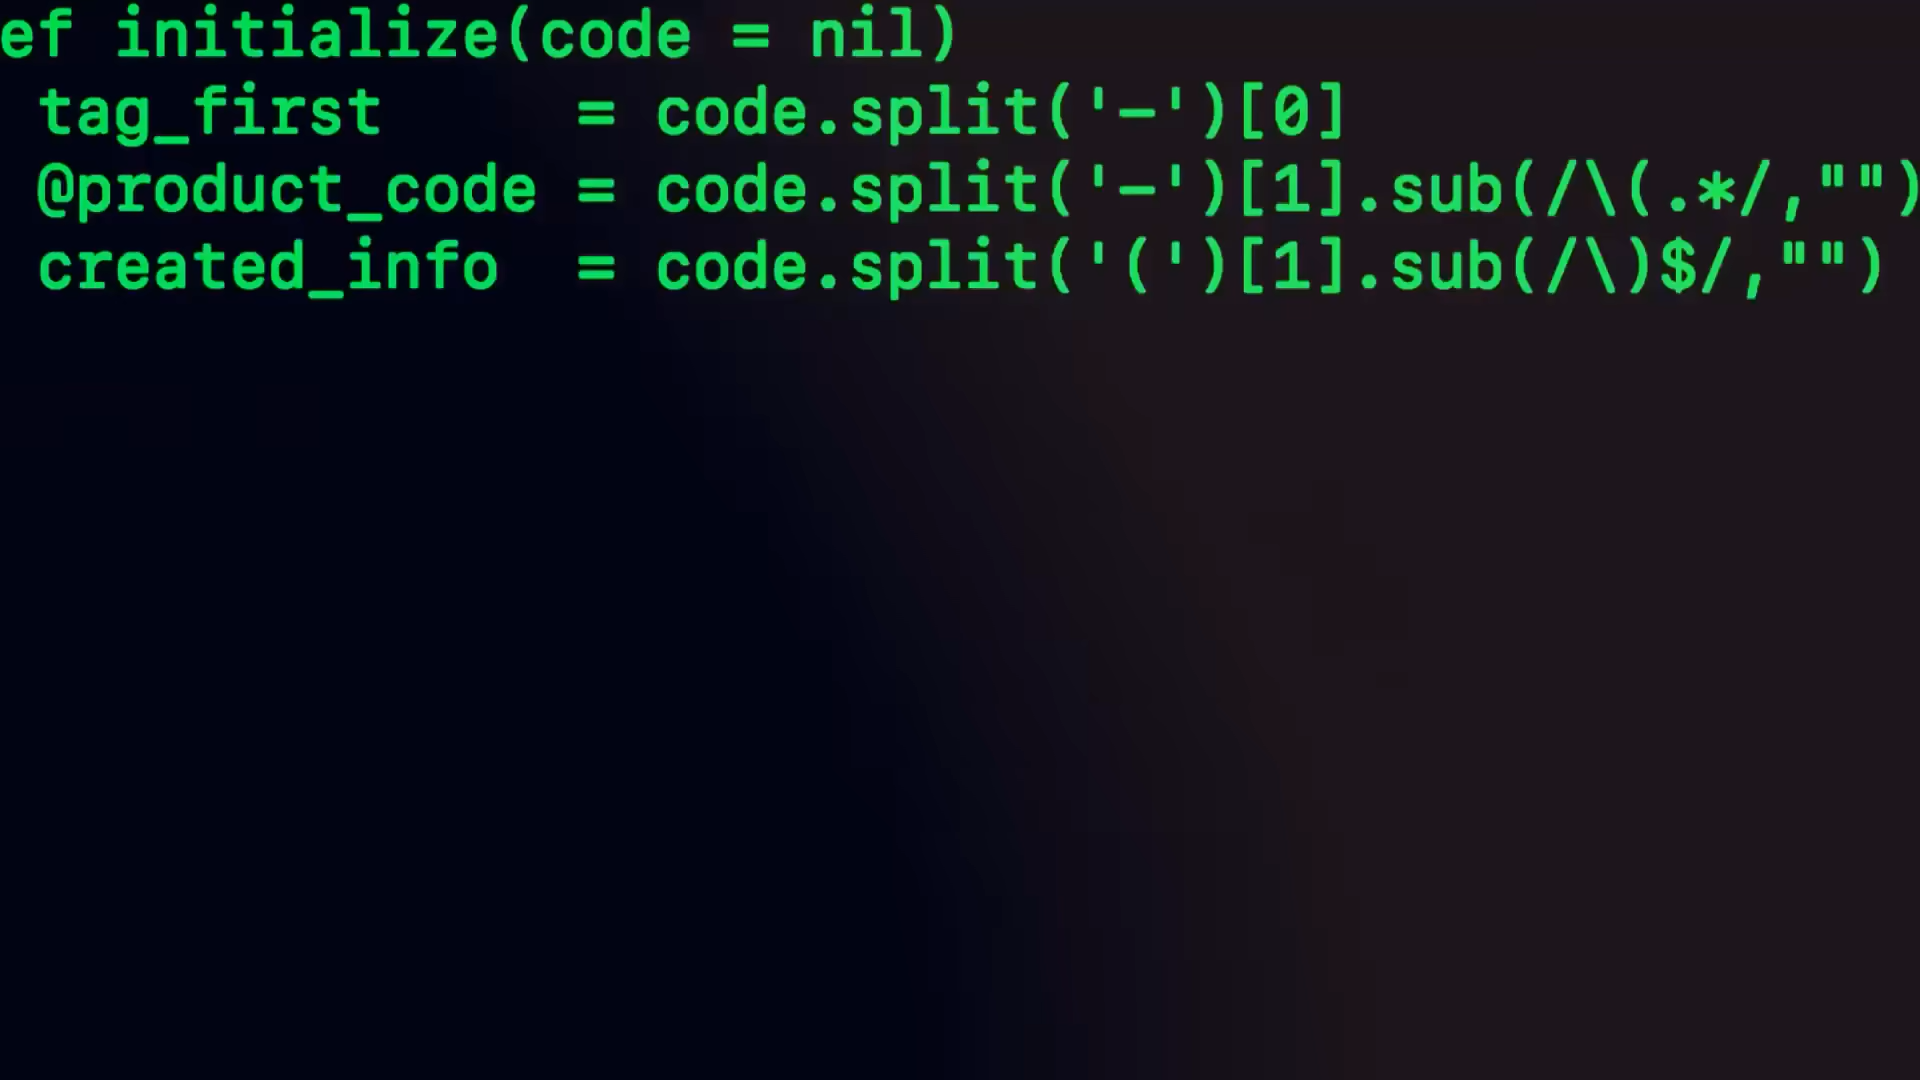 ef initialize(code = nil)
tag_first = code.split('-')[0]
@product_code = code.split('-')[1].sub(/\(.*/,"")
created_info = code.split('(')[1].sub(/\)$/,"")